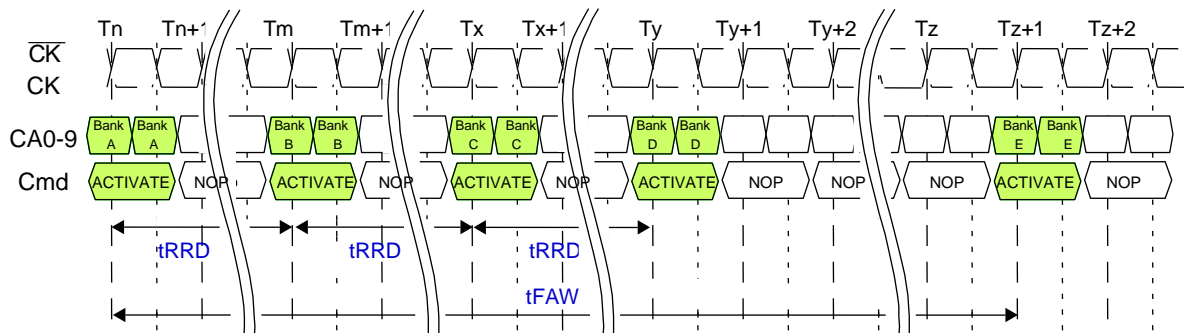 Tn Tn+1 Tm Tm+1 Tx Tx+1 Ty Ty+1 Ty+2 Tz Tz+1 Tz+2
CK
CK
CA0-9 Bank A Bank A Bank B Bank B Bank C Bank C Bank D Bank D Bank E Bank E
Cmd ACTIVATE NOP ACTIVATE NOP ACTIVATE NOP ACTIVATE NOP NOP NOP ACTIVATE NOP
tRRD tRRD tRRD
tFAW